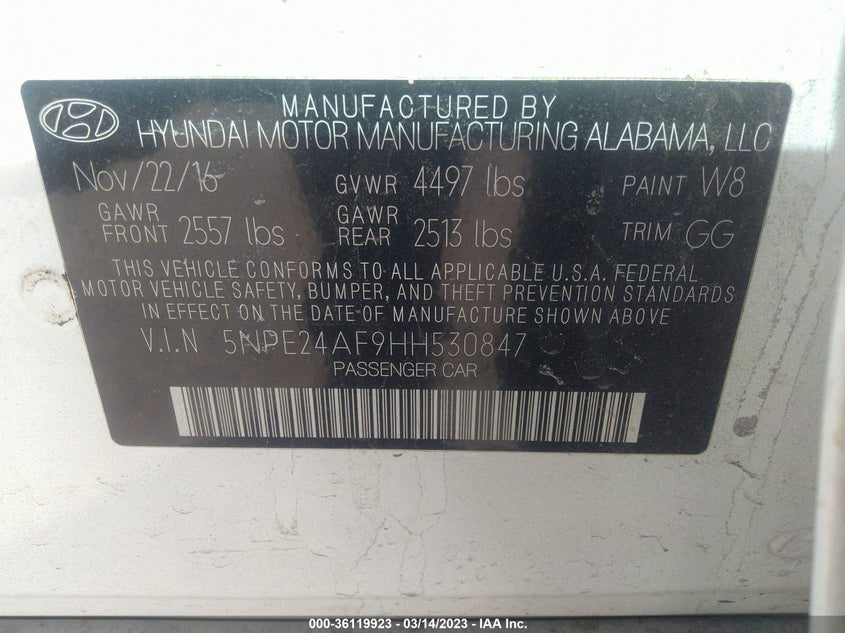 MANUFACTURED BY
HYUNDAI MOTOR MANUFACTURING ALABAMA, LLC
Nov/22/16 GVWR 4497 lbs PAINT W8
GAWR FRONT 2557 lbs GAWR REAR 2513 lbs TRIM GG
THIS VEHICLE CONFORMS TO ALL APPLICABLE U.S.A. FEDERAL
MOTOR VEHICLE SAFETY, BUMPER, AND THEFT PREVENTION STANDARDS
IN EFFECT ON THE DATE OF MANUFACTURE SHOWN ABOVE
V.I.N 5NPE24AF9HH530847
PASSENGER CAR
000-36119923 - 03/14/2023 - IAA Inc.